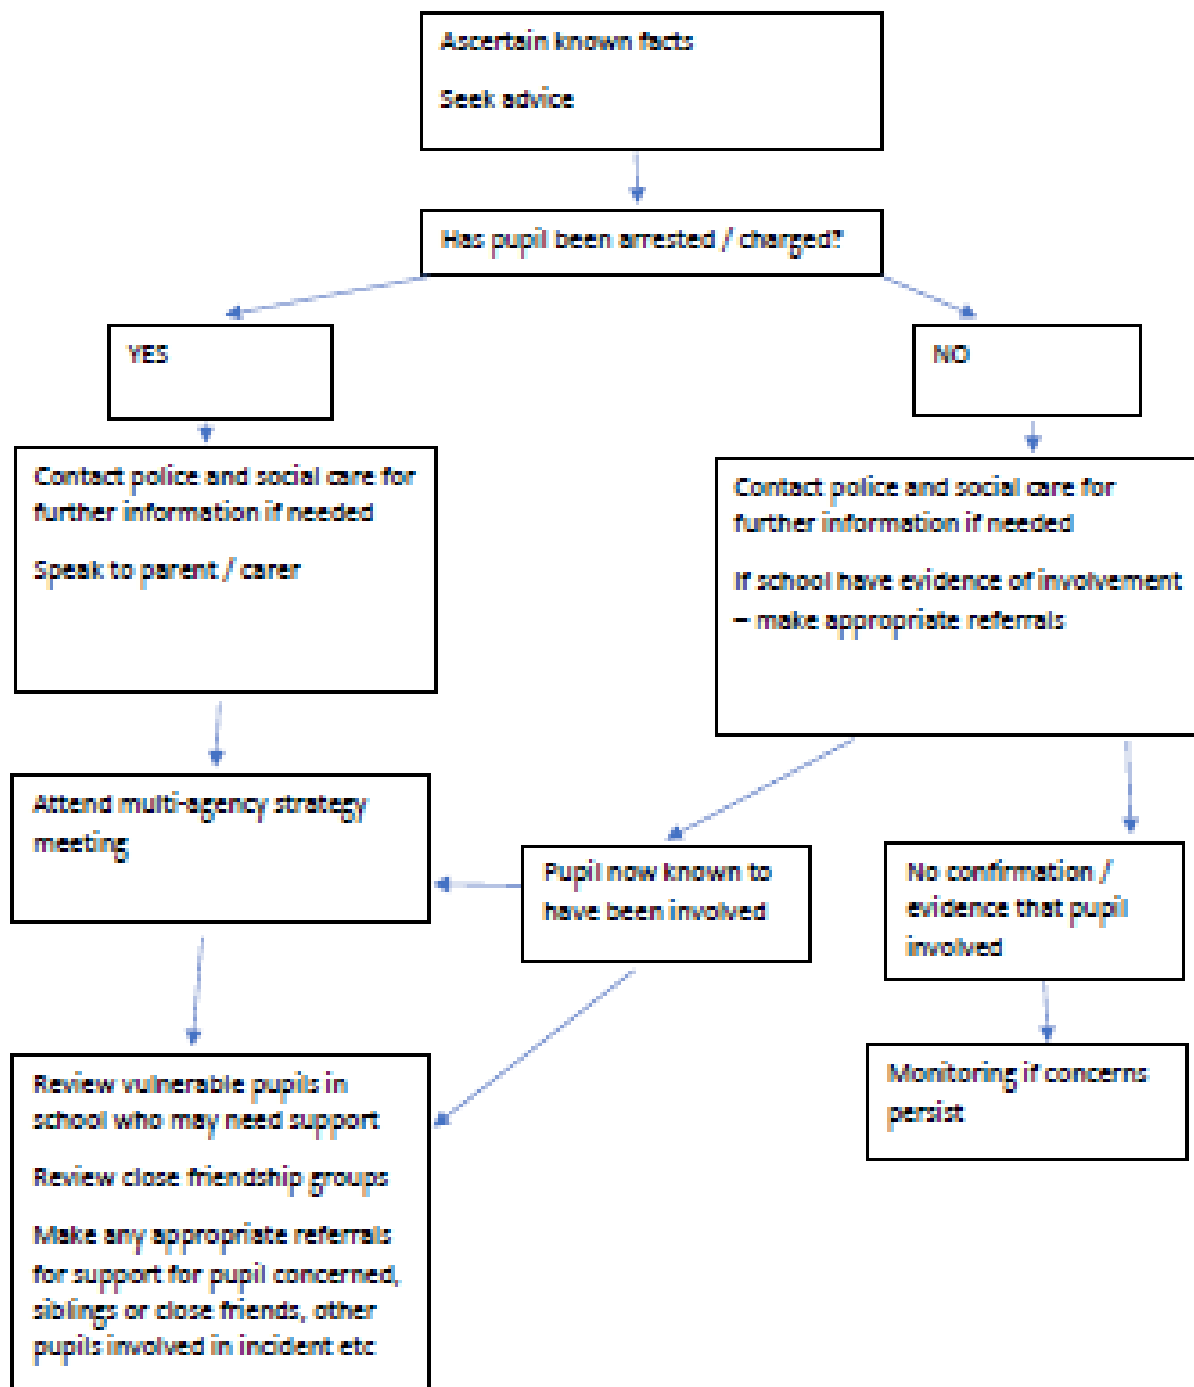 Ascertain known facts
Seek advice
Has pupil been arrested / charged?
YES
NO
Contact police and social care for
further information if needed
Speak to parent / carer
Contact police and social care for
further information if needed
If school have evidence of involvement
– make appropriate referrals
Attend multi-agency strategy
meeting
Pupil now known to
have been involved
No confirmation /
evidence that pupil
involved
Review vulnerable pupils in
school who may need support
Review close friendship groups
Make any appropriate referrals
for support for pupil concerned,
siblings or close friends, other
pupils involved in incident etc
Monitoring if concerns
persist